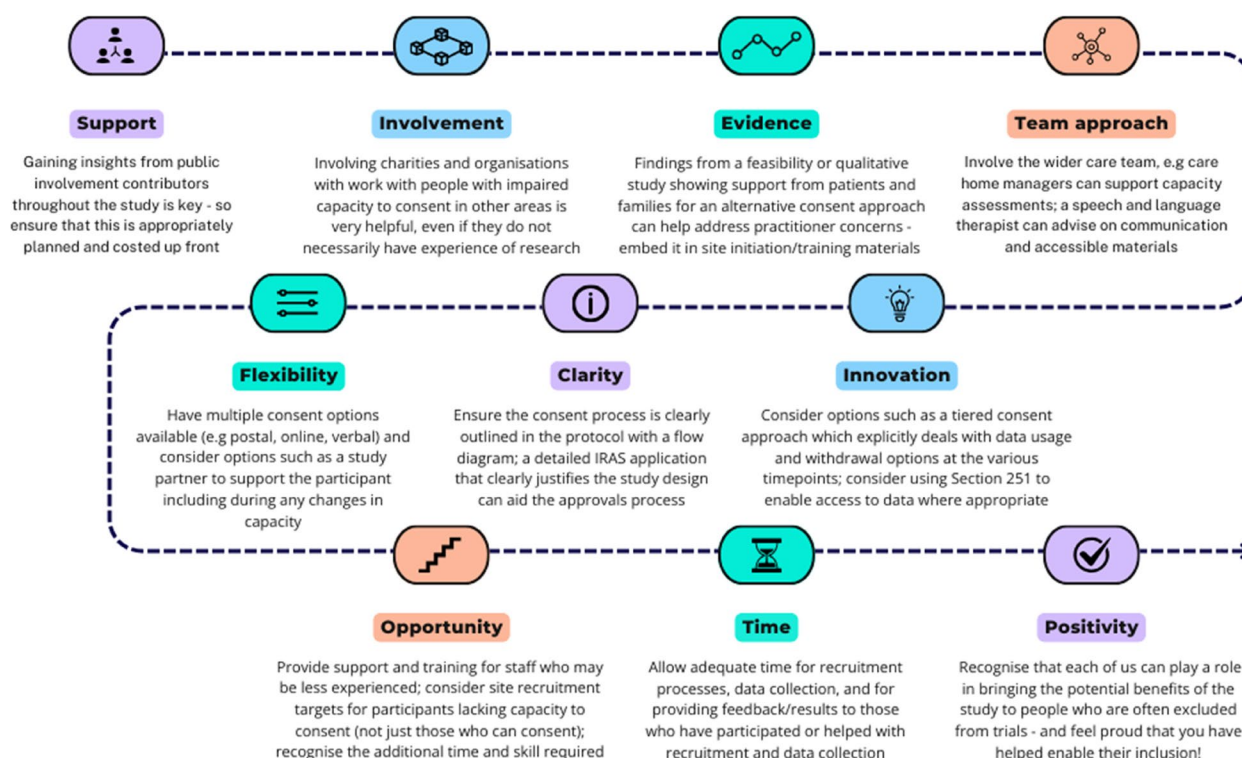 Support
Gaining insights from public
involvement contributors
throughout the study is key - so
ensure that this is appropriately
planned and costed up front
Involvement
Involving charities and organisations
with work with people with impaired
capacity to consent in other areas is
very helpful, even if they do not
necessarily have experience of research
Evidence
Findings from a feasibility or qualitative
study showing support from patients and
families for an alternative consent approach
can help address practitioner concerns -
embed it in site initiation/training materials
Team approach
Involve the wider care team, e.g care
home managers can support capacity
assessments; a speech and language
therapist can advise on communication
and accessible materials
Flexibility
Have multiple consent options
available (e.g postal, online, verbal) and
consider options such as a study
partner to support the participant
including during any changes in
capacity
Clarity
Ensure the consent process is clearly
outlined in the protocol with a flow
diagram; a detailed IRAS application
that clearly justifies the study design
can aid the approvals process
Innovation
Consider options such as a tiered consent
approach which explicitly deals with data usage
and withdrawal options at the various
timepoints; consider using Section 251 to
enable access to data where appropriate
Opportunity
Provide support and training for staff who may
be less experienced; consider site recruitment
targets for participants lacking capacity to
consent (not just those who can consent);
recognise the additional time and skill required
Time
Allow adequate time for recruitment
processes, data collection, and for
providing feedback/results to those
who have participated or helped with
recruitment and data collection
Positivity
Recognise that each of us can play a role
in bringing the potential benefits of the
study to people who are often excluded
from trials - and feel proud that you have
helped enable their inclusion!